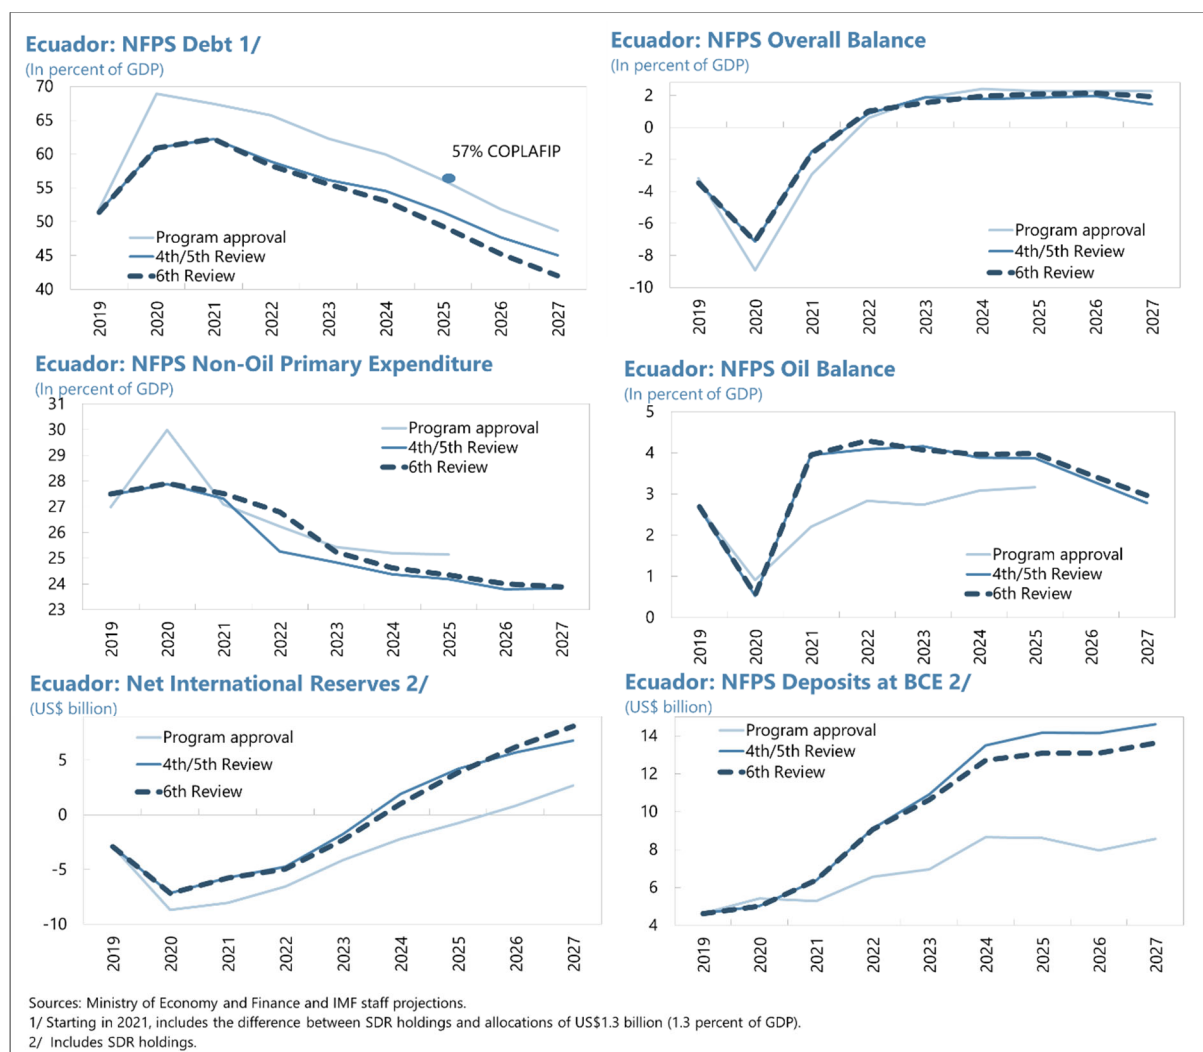 Ecuador: NFPS Debt 1/
(In percent of GDP)
70
65
60
55
50
45
40
57% COPLAFIP
Program approval
4th/5th Review
6th Review
2019 2020 2021 2022 2023 2024 2025 2026 2027
Ecuador: NFPS Overall Balance
(In percent of GDP)
2
0
-2
-4
-6
-8
-10
Program approval
4th/5th Review
6th Review
2019 2020 2021 2022 2023 2024 2025 2026 2027
Ecuador: NFPS Non-Oil Primary Expenditure
(In percent of GDP)
31
30
29
28
27
26
25
24
23
Program approval
4th/5th Review
6th Review
2019 2020 2021 2022 2023 2024 2025 2026 2027
Ecuador: NFPS Oil Balance
(In percent of GDP)
5
4
3
2
1
0
Program approval
4th/5th Review
6th Review
2019 2020 2021 2022 2023 2024 2025 2026 2027
Ecuador: Net International Reserves 2/
(US$ billion)
5
0
-5
-10
Program approval
4th/5th Review
6th Review
2019 2020 2021 2022 2023 2024 2025 2026 2027
Ecuador: NFPS Deposits at BCE 2/
(US$ billion)
14
12
10
8
6
4
Program approval
4th/5th Review
6th Review
2019 2020 2021 2022 2023 2024 2025 2026 2027
Sources: Ministry of Economy and Finance and IMF staff projections.
1/ Starting in 2021, includes the difference between SDR holdings and allocations of US$1.3 billion (1.3 percent of GDP).
2/ Includes SDR holdings.